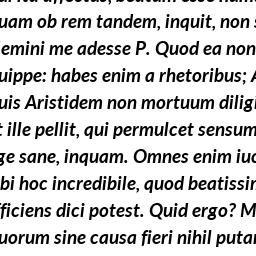 uam ob rem tandem, inquit, non
emini me adesse P. Quod ea non
uippe: habes enim a rhetoribus;
uis Aristidem non mortuum dilig
ille pellit, qui permulcet sensum
ge sane, inquam. Omnes enim iuc
bi hoc incredibile, quod beatissi
fficiens dici potest. Quid ergo? M
uorum sine causa fieri nihil puta